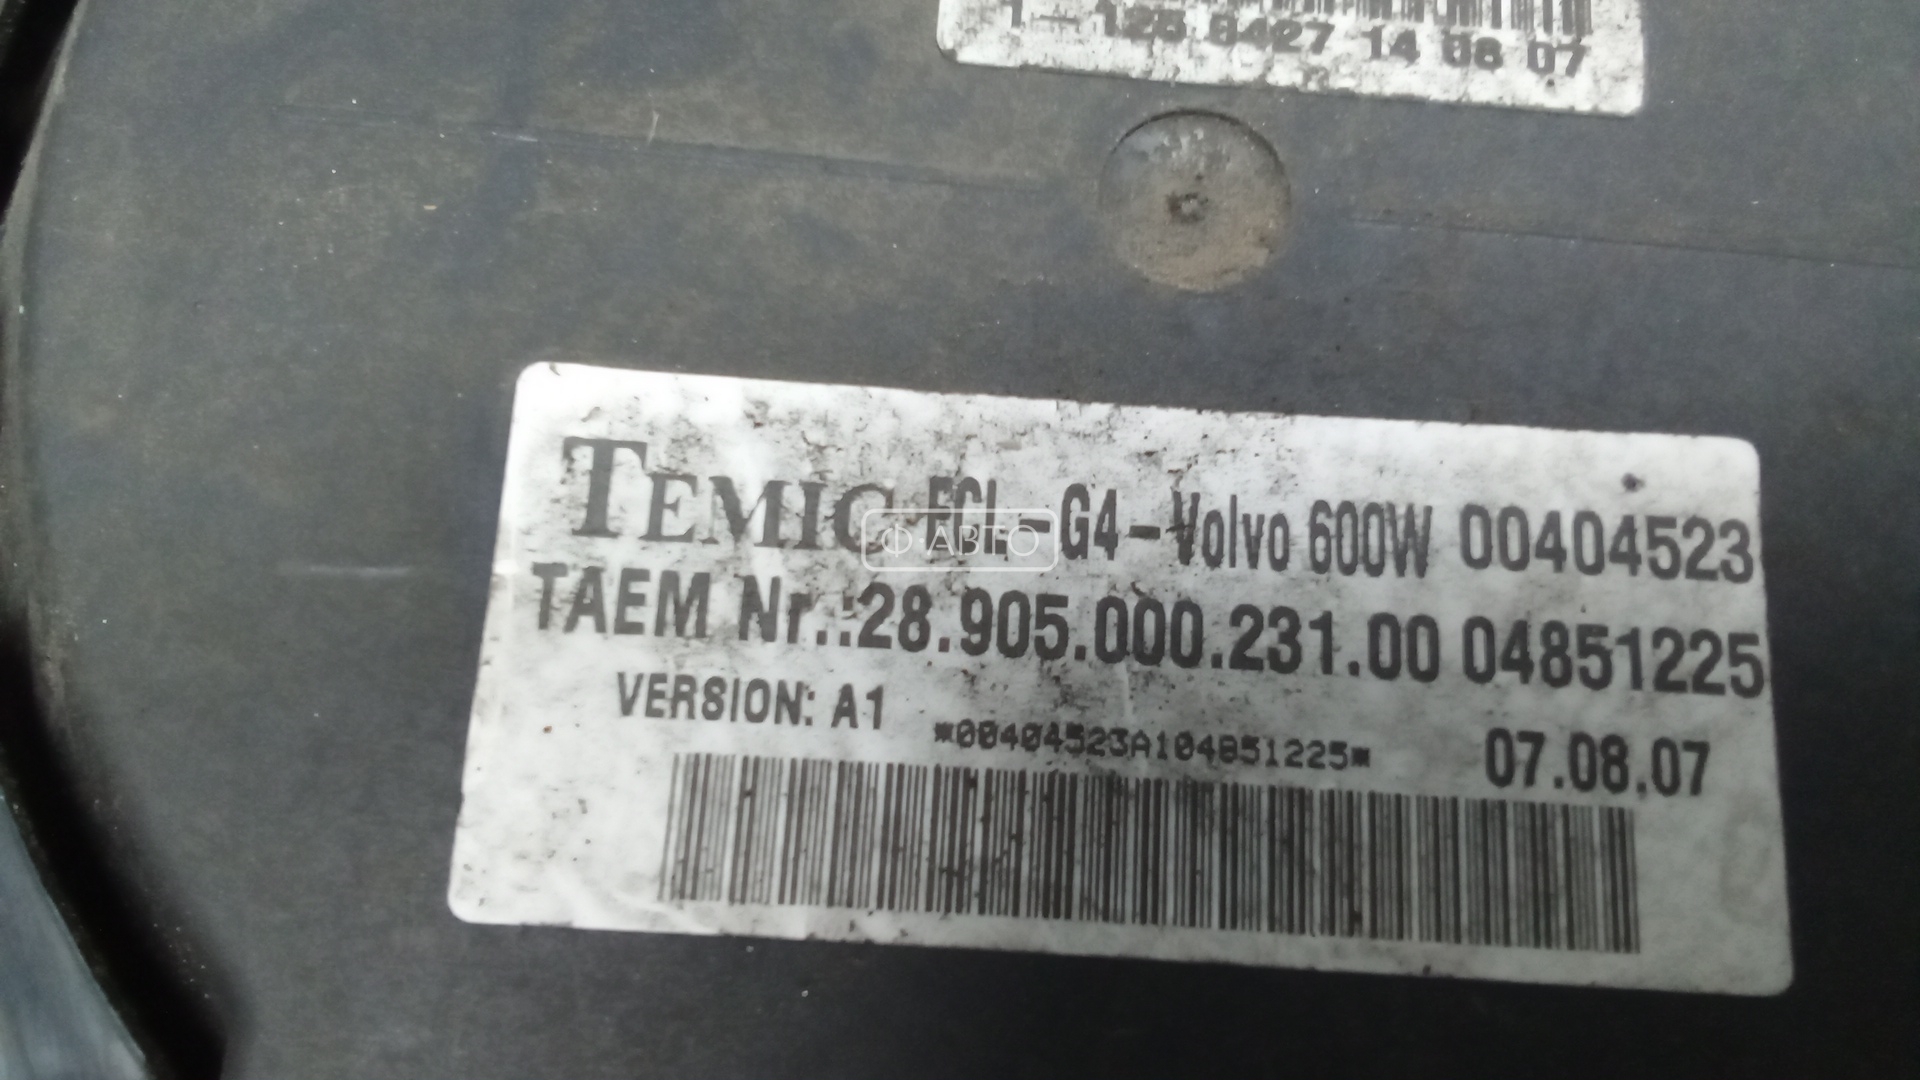 1-125 0427 14 08 07
TEMIC ECL-G4-Volvo 600W 00404523
Ф·АВТО
TAEM Nr.:28.905.000.231.00 04851225
VERSION: A1
*00404523A104851225*
07.08.07